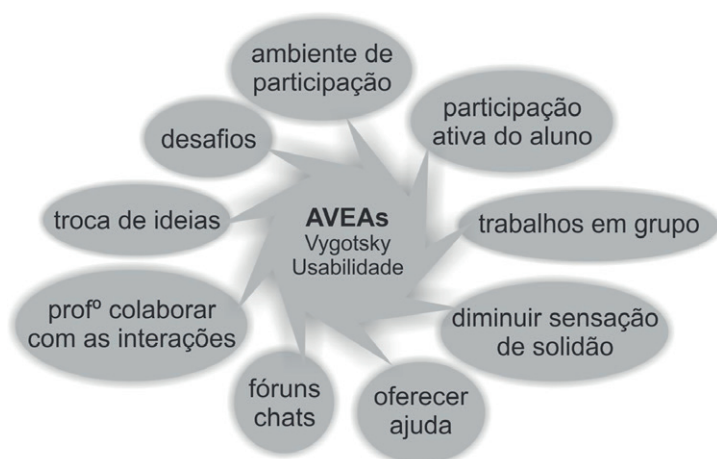 ambiente de
participação
participação
ativa do aluno
desafios
troca de ideias
AVEAs
Vygotsky
Usabilidade
trabalhos em grupo
profº colaborar
com as interações
diminuir sensação
de solidão
fóruns
chats
oferecer
ajuda